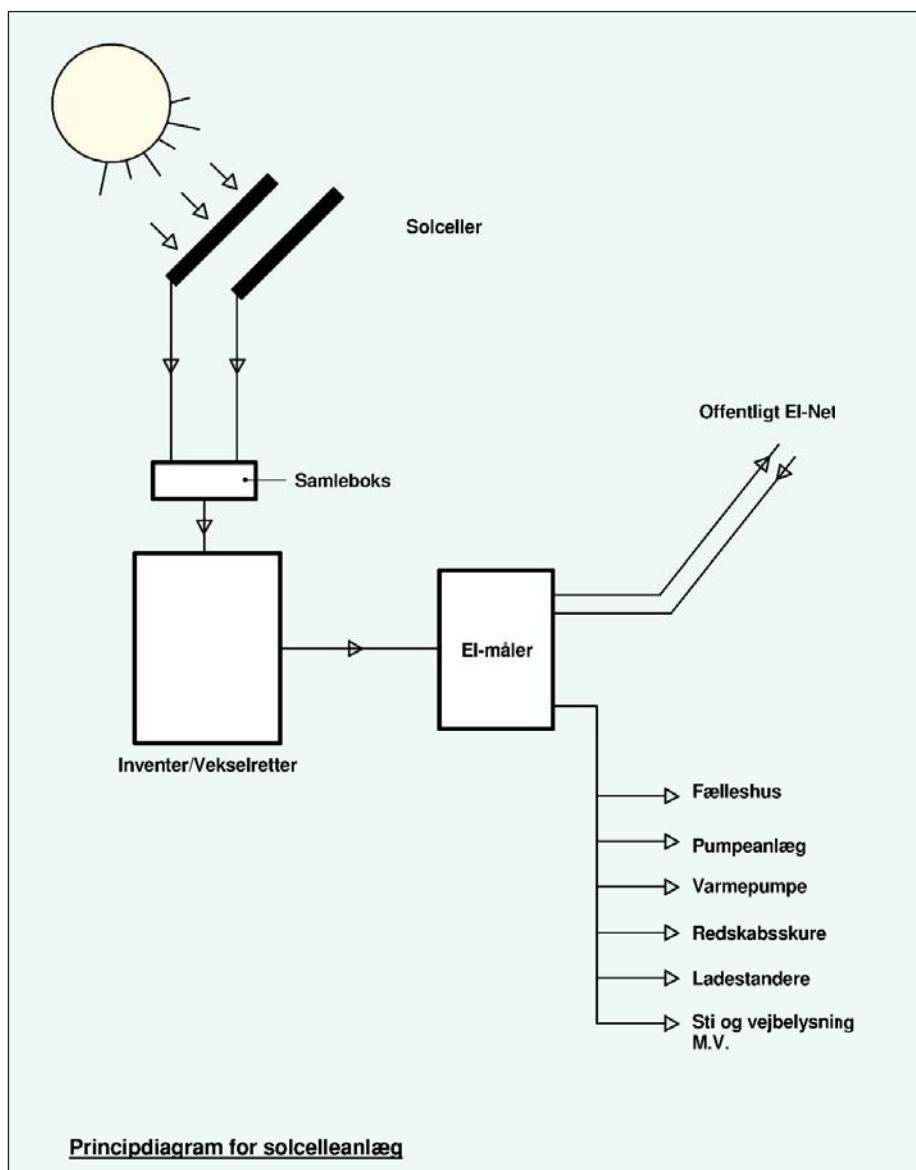 Solceller
Offentligt El-Net
Samleboks
El-måler
Inventer/Vekselretter
Fælleshus
Pumpeanlæg
Varmepumpe
Redskabsskure
Ladestandere
Sti og vejbelysning
M.V.
Principdiagram for solcelleanlæg